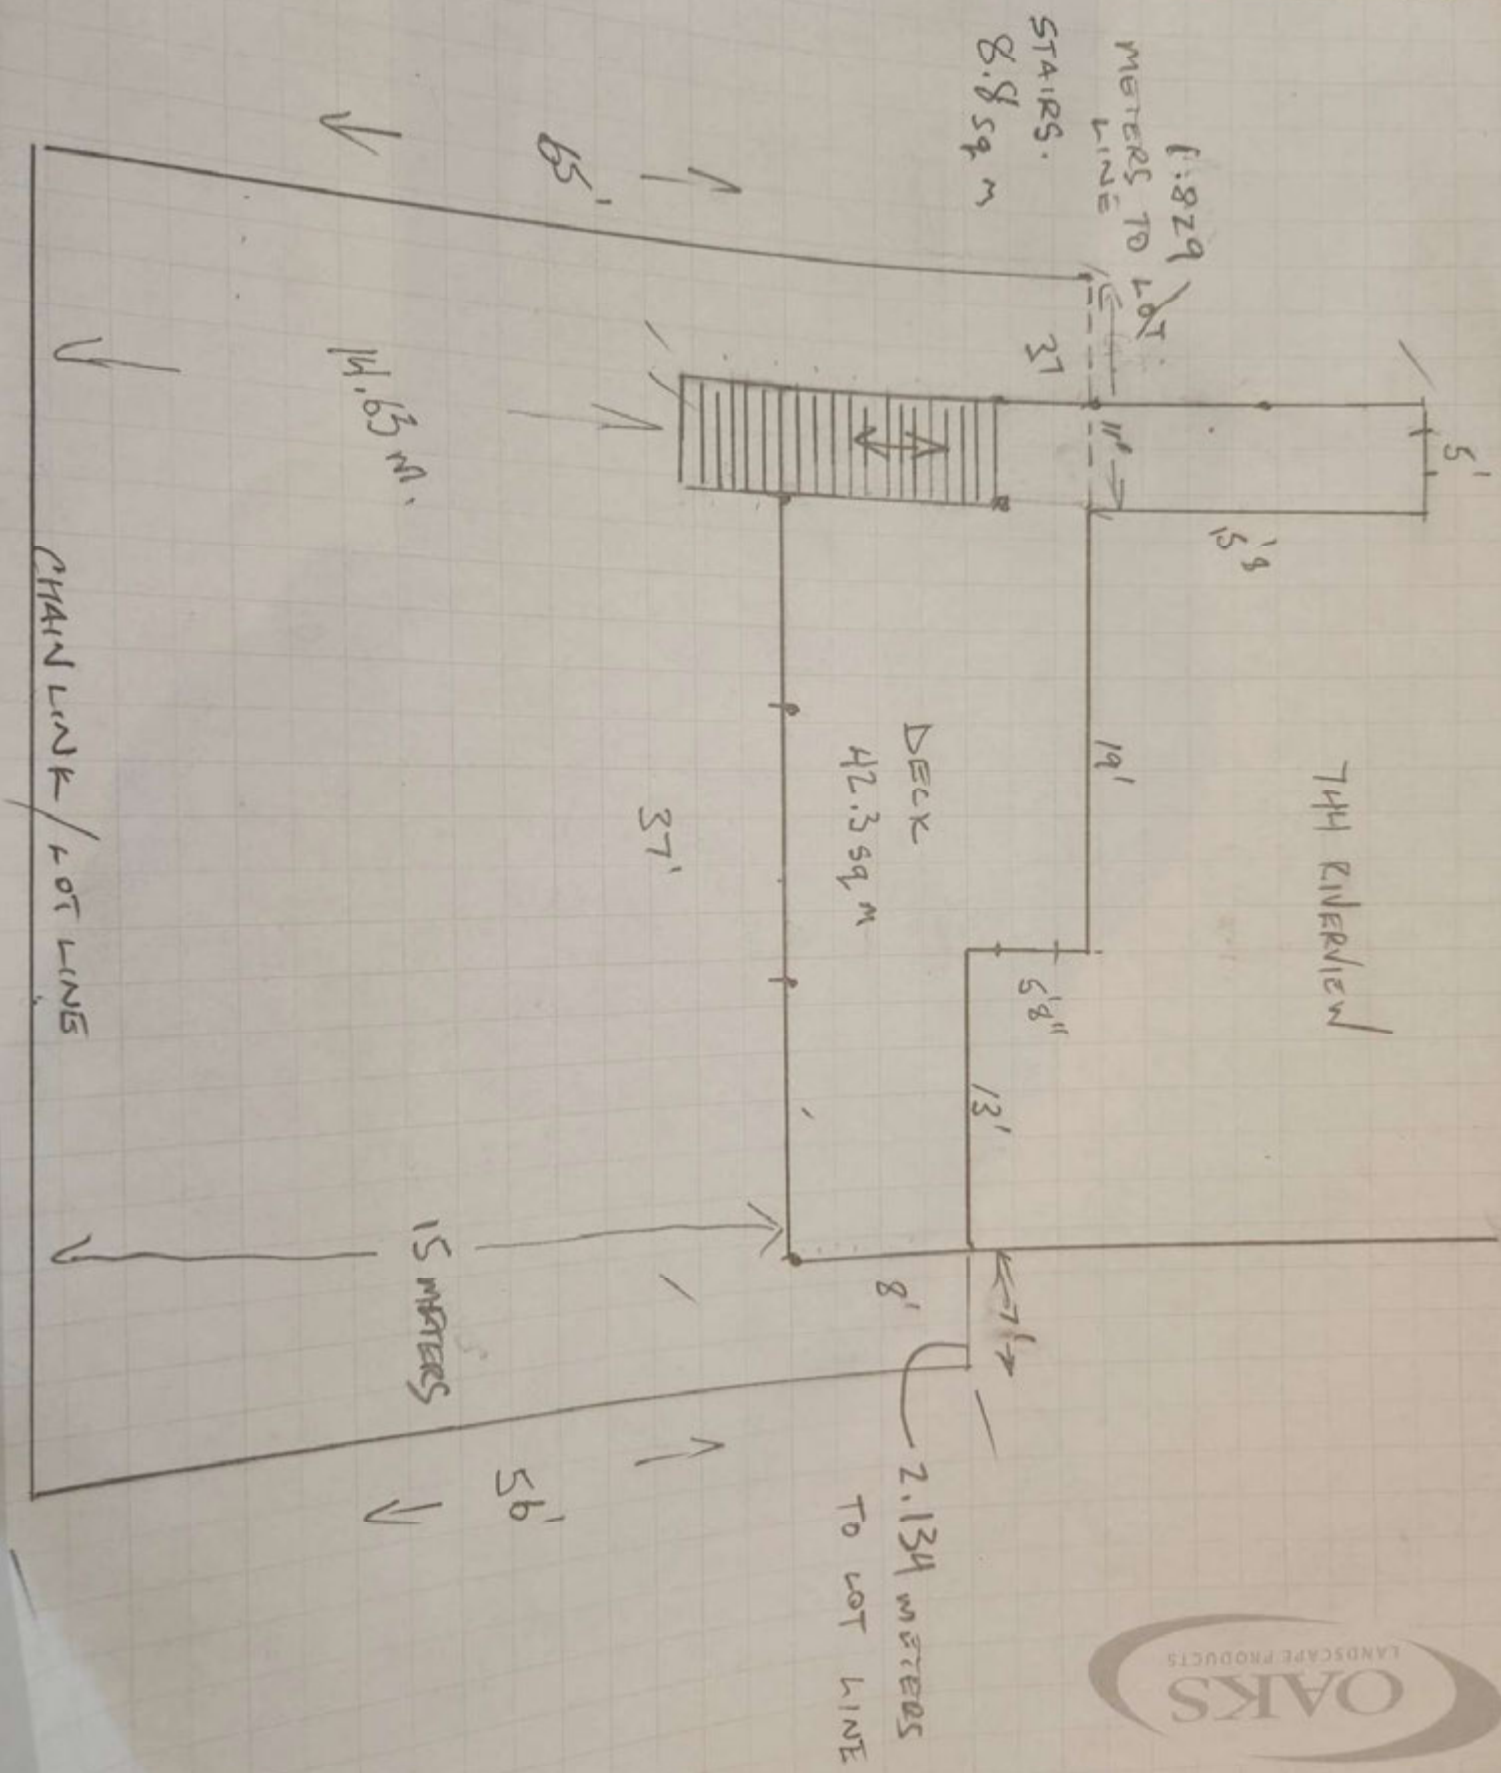 744 RIVERVIEW
5'
15'8
1.829
METERS TO LOT
LINE
STAIRS.
8.8 sq m
11"
37
19'
5'8"
13'
←7'→
8'
DECK
42.3 sq m
37'
2.134 METERS
TO LOT LINE
65'
14.63 m.
15 METERS
56'
CHAIN LINK / LOT LINE
OAKS
LANDSCAPE PRODUCTS